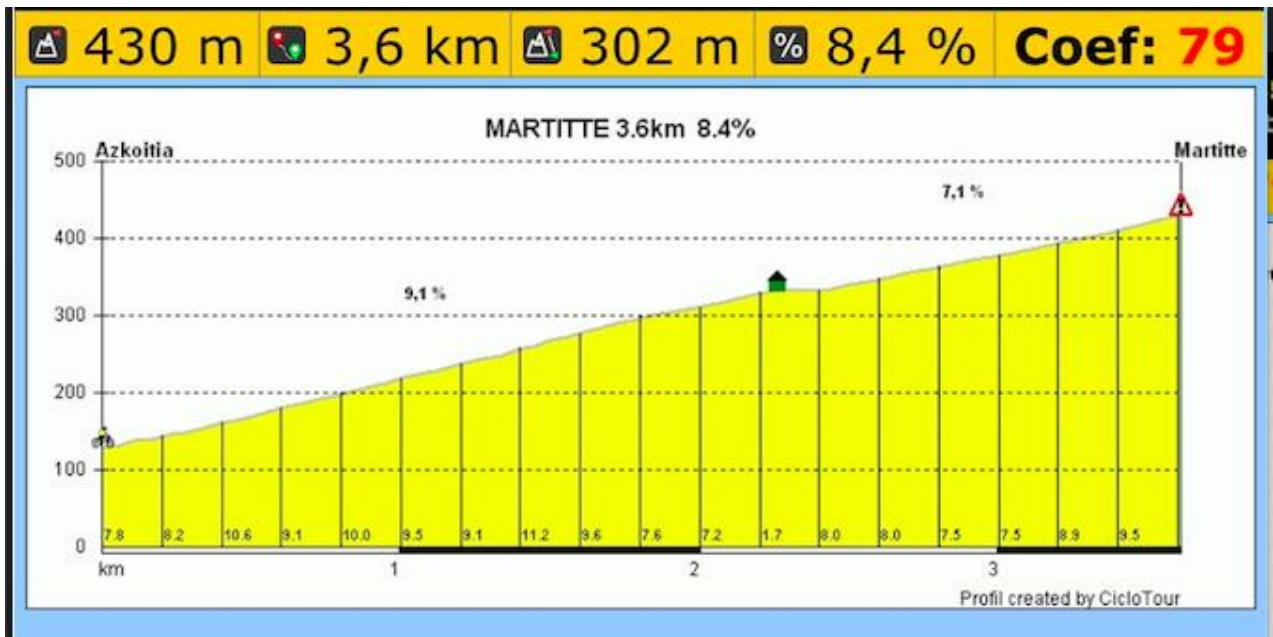 430 m 3,6 km 302 m % 8,4 % Coef: 79
MARTITTE 3.6km 8.4%
Azkoitia Martitte
500
7,1 %
400
9,1 %
300
200
100
7.8 8.2 10.6 9.1 10.0 9.5 9.1 11.2 9.6 7.6 7.2 1.7 8.0 8.0 7.5 7.5 8.9 9.5
0
km 1 2 3
Profil created by CicloTour